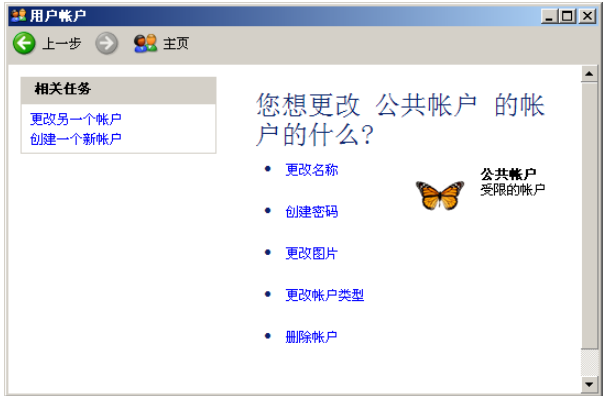 用户帐户
上一步 主页
相关任务
更改另一个帐户
创建一个新帐户
您想更改 公共帐户 的帐
户的什么?
更改名称
创建密码
更改图片
更改帐户类型
删除帐户
公共帐户
受限的帐户